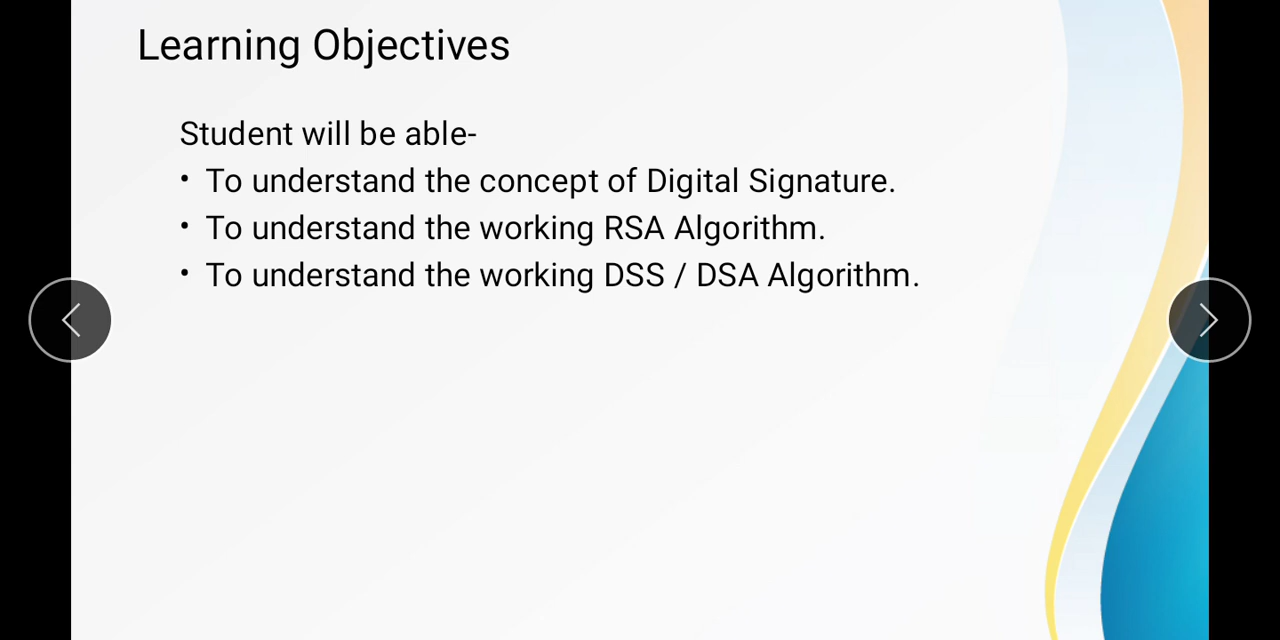 Learning Objectives
Student will be able-
• To understand the concept of Digital Signature.
• To understand the working RSA Algorithm.
• To understand the working DSS / DSA Algorithm.